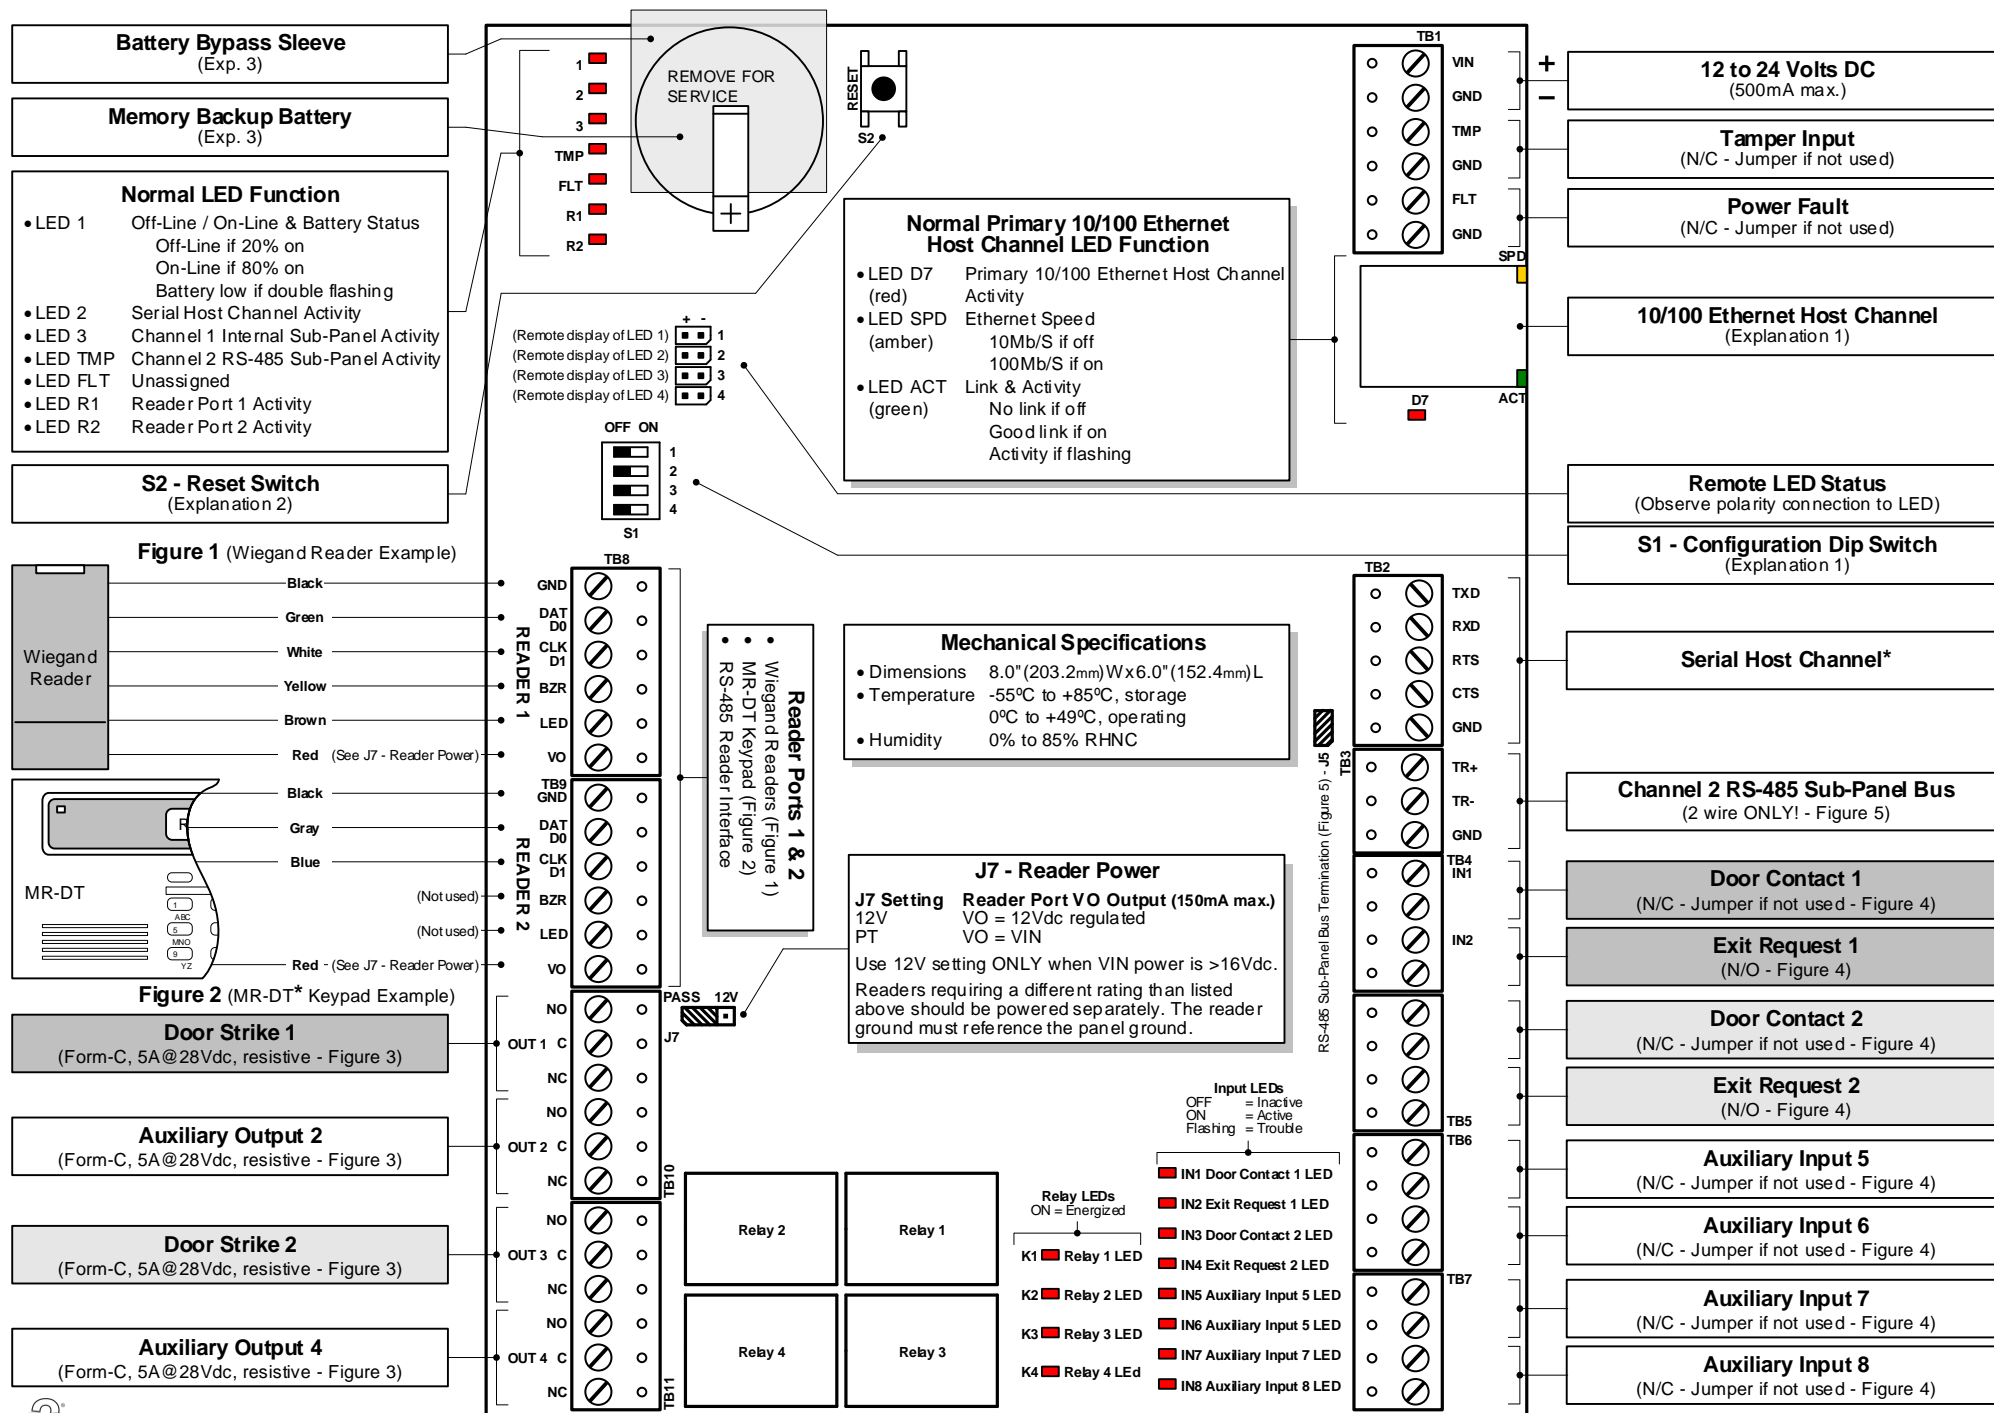 Battery Bypass Sleeve
(Exp. 3)
Memory Backup Battery
(Exp. 3)
Normal LED Function
• LED 1 Off-Line / On-Line & Battery Status
Off-Line if 20% on
On-Line if 80% on
Battery low if double flashing
• LED 2 Serial Host Channel Activity
• LED 3 Channel 1 Internal Sub-Panel Activity
• LED TMP Channel 2 RS-485 Sub-Panel Activity
• LED FLT Unassigned
• LED R1 Reader Port 1 Activity
• LED R2 Reader Port 2 Activity
S2 - Reset Switch
(Explanation 2)
1
2
3
TMP
FLT
R1
R2
REMOVE FOR
SERVICE
+
RESET
S2
+ -
(Remote display of LED 1) 1
(Remote display of LED 2) 2
(Remote display of LED 3) 3
(Remote display of LED 4) 4
OFF ON
1
2
3
4
S1
Normal Primary 10/100 Ethernet
Host Channel LED Function
• LED D7 Primary 10/100 Ethernet Host Channel
(red) Activity
• LED SPD Ethernet Speed
(amber) 10Mb/S if off
100Mb/S if on
• LED ACT Link & Activity
(green) No link if off
Good link if on
Activity if flashing
TB1
VIN
GND
TMP
GND
FLT
GND
SPD
ACT
D7
+
−
12 to 24 Volts DC
(500mA max.)
Tamper Input
(N/C - Jumper if not used)
Power Fault
(N/C - Jumper if not used)
10/100 Ethernet Host Channel
(Explanation 1)
Remote LED Status
(Observe polarity connection to LED)
S1 - Configuration Dip Switch
(Explanation 1)
Figure 1 (Wiegand Reader Example)
Wiegand
Reader
Black
Green
White
Yellow
Brown
Red (See J7 - Reader Power)
READER 1
TB8
GND
DAT
D0
CLK
D1
BZR
LED
VO
MR-DT
R
1
ABC
5
MNO
9
YZ
Black
Gray
Blue
(Not used)
(Not used)
Red - (See J7 - Reader Power)
READER 2
TB9
GND
DAT
D0
CLK
D1
BZR
LED
VO
Figure 2 (MR-DT* Keypad Example)
Reader Ports 1 & 2
• Wiegand Readers (Figure 1)
• MR-DT Keypad (Figure 2)
• RS-485 Reader Interface
Mechanical Specifications
• Dimensions 8.0"(203.2mm)W x 6.0"(152.4mm)L
• Temperature -55ºC to +85ºC, storage
0ºC to +49ºC, operating
• Humidity 0% to 85% RHNC
J7 - Reader Power
J7 Setting Reader Port VO Output (150mA max.)
12V VO = 12Vdc regulated
PT VO = VIN
Use 12V setting ONLY when VIN power is >16Vdc.
Readers requiring a different rating than listed
above should be powered separately. The reader
ground must reference the panel ground.
PASS 12V
J7
RS-485 Sub-Panel Bus Termination (Figure 5) - J5
TB2
TXD
RXD
RTS
CTS
GND
TB3
TR+
TR-
GND
TB4
IN1
IN2
TB5
TB6
TB7
Serial Host Channel*
Channel 2 RS-485 Sub-Panel Bus
(2 wire ONLY! - Figure 5)
Door Contact 1
(N/C - Jumper if not used - Figure 4)
Exit Request 1
(N/O - Figure 4)
Door Contact 2
(N/C - Jumper if not used - Figure 4)
Exit Request 2
(N/O - Figure 4)
Auxiliary Input 5
(N/C - Jumper if not used - Figure 4)
Auxiliary Input 6
(N/C - Jumper if not used - Figure 4)
Auxiliary Input 7
(N/C - Jumper if not used - Figure 4)
Auxiliary Input 8
(N/C - Jumper if not used - Figure 4)
Door Strike 1
(Form-C, 5A@28Vdc, resistive - Figure 3)
Auxiliary Output 2
(Form-C, 5A@28Vdc, resistive - Figure 3)
Door Strike 2
(Form-C, 5A@28Vdc, resistive - Figure 3)
Auxiliary Output 4
(Form-C, 5A@28Vdc, resistive - Figure 3)
NO
OUT 1 C
NC
NO
OUT 2 C
NC
TB10
NO
OUT 3 C
NC
NO
OUT 4 C
NC
TB11
Relay 2
Relay 1
Relay 4
Relay 3
Relay LEDs
ON = Energized
K1 Relay 1 LED
K2 Relay 2 LED
K3 Relay 3 LED
K4 Relay 4 LEd
Input LEDs
OFF = Inactive
ON = Active
Flashing = Trouble
IN1 Door Contact 1 LED
IN2 Exit Request 1 LED
IN3 Door Contact 2 LED
IN4 Exit Request 2 LED
IN5 Auxiliary Input 5 LED
IN6 Auxiliary Input 5 LED
IN7 Auxiliary Input 7 LED
IN8 Auxiliary Input 8 LED